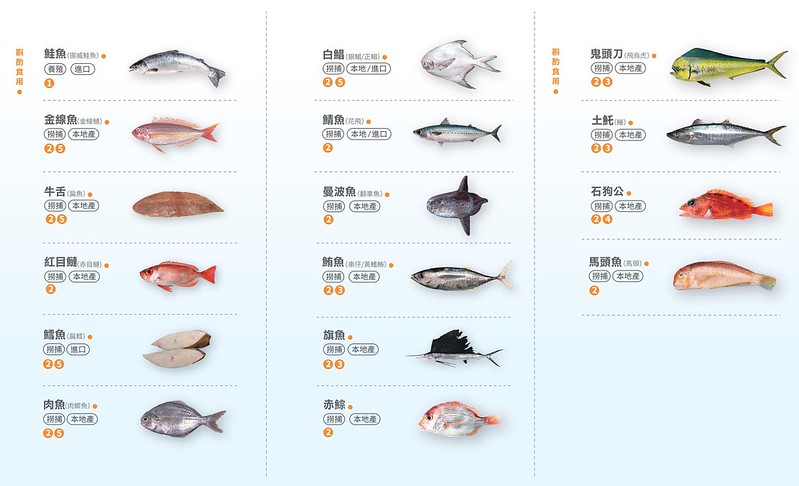 斟酌食用
鮭魚(挪威鮭魚)
養殖 進口
1
金線魚(金線鰱)
撈捕 本地產
2 5
牛舌(扁魚)
撈捕 本地產
2 5
紅目鰱(赤目鰱)
撈捕 本地產
2
鱈魚(扁鱈)
撈捕 進口
2 5
肉魚(肉鯽魚)
撈捕 本地產
2 5
白鯧(銀鯧/正鯧)
撈捕 本地/進口
2 5
鯖魚(花飛)
撈捕 本地/進口
2
曼波魚(翻車魚)
撈捕 本地產
2
鮪魚(串仔/黃鰭鮪)
撈捕 本地產
2 3
旗魚
撈捕 本地產
2 3
赤鯮
撈捕 本地產
2
斟酌食用
鬼頭刀(飛烏虎)
撈捕 本地產
2 3
土魠(鰆)
撈捕 本地產
2 3
石狗公
撈捕 本地產
2 4
馬頭魚(馬頭)
撈捕 本地產
2